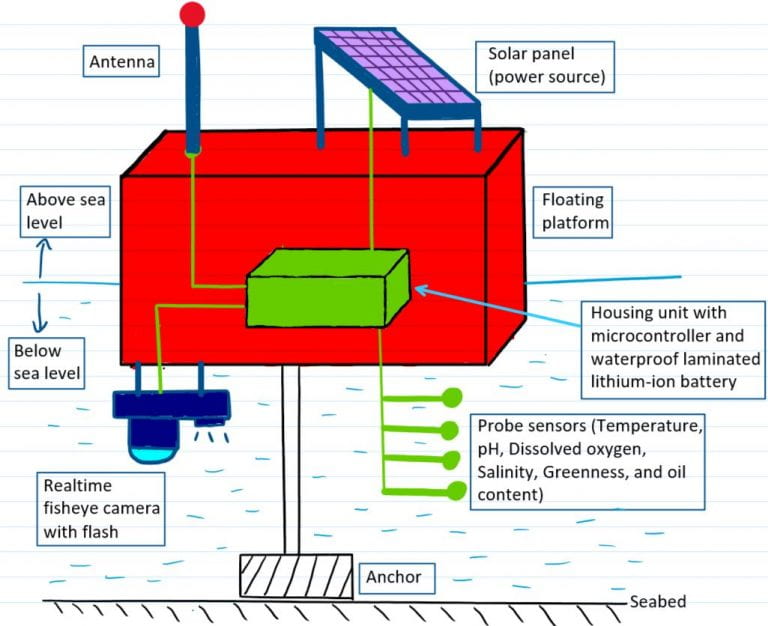 Antenna
Solar panel
(power source)
Above sea
level
Floating
platform
Housing unit with
microcontroller and
waterproof laminated
lithium-ion battery
Below
sea level
Probe sensors (Temperature,
pH, Dissolved oxygen,
Salinity, Greenness, and oil
content)
Realtime
fisheye camera
with flash
Anchor
Seabed